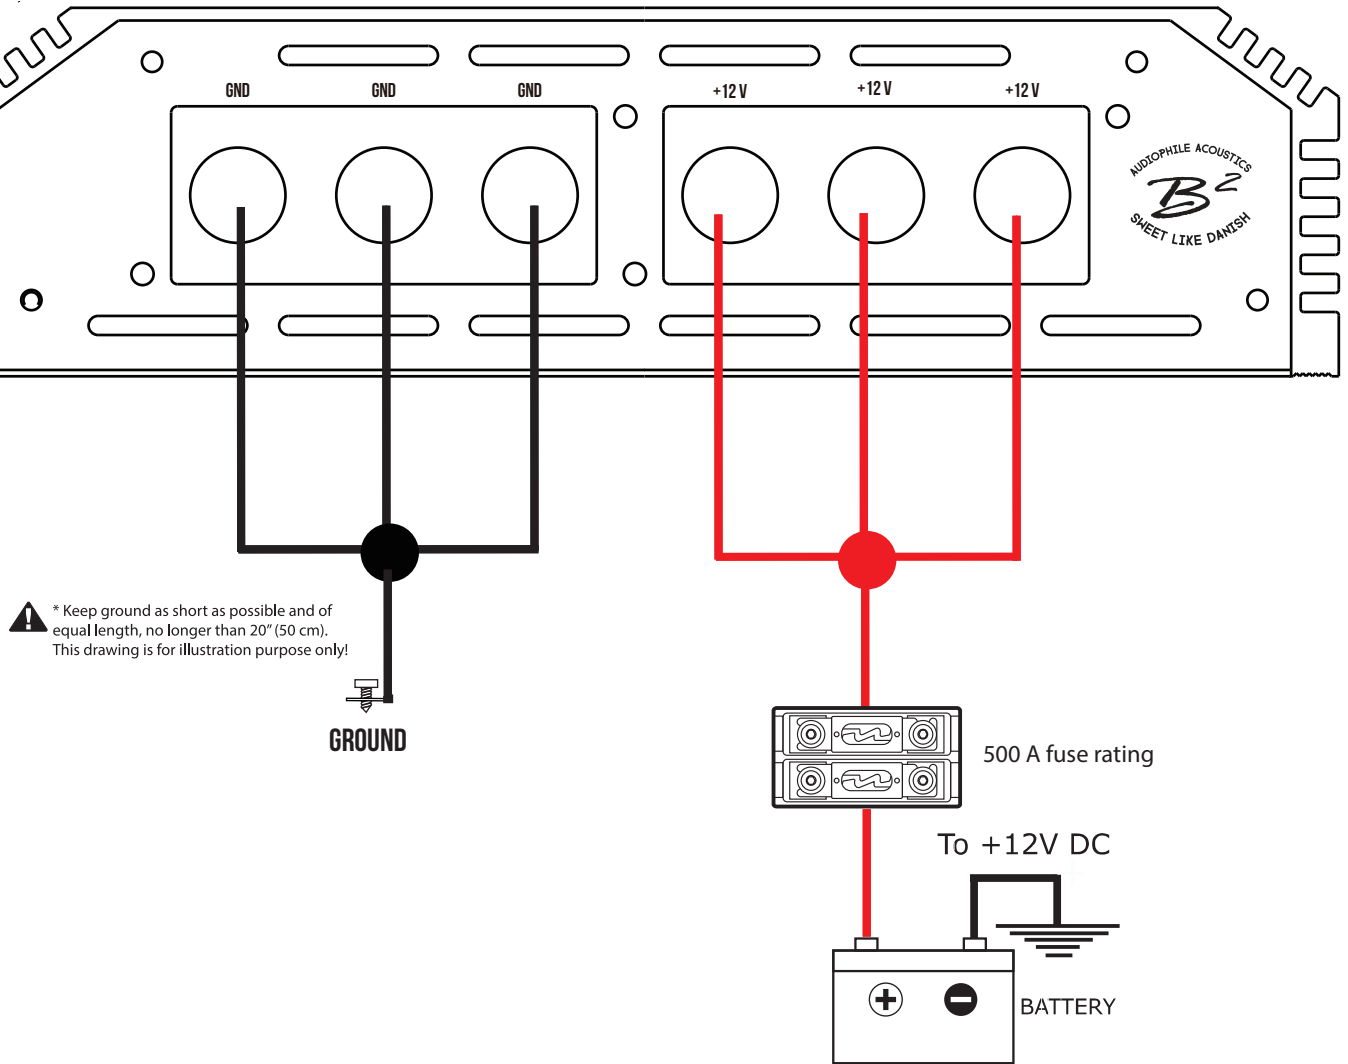 GND GND GND +12 V +12 V +12 V
AUDIOPHILE ACOUSTICS
B2
SWEET LIKE DANISH
* Keep ground as short as possible and of
equal length, no longer than 20” (50 cm).
This drawing is for illustration purpose only!
GROUND
500 A fuse rating
To +12V DC
BATTERY